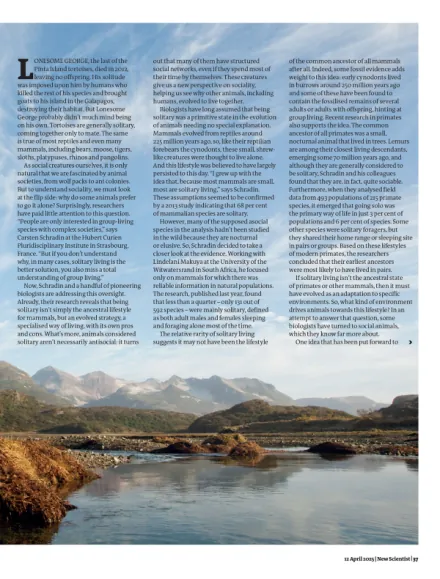 LONESOME GEORGE, the last of the
Pinta Island tortoises, died in 2012,
leaving no offspring. His solitude
was imposed upon him by humans who
killed the rest of his species and brought
goats to his island in the Galapagos,
destroying their habitat. But Lonesome
George probably didn't much mind being
on his own. Tortoises are generally solitary,
coming together only to mate. The same
is true of most reptiles and even many
mammals, including bears, moose, tigers,
sloths, platypuses, rhinos and pangolins.
As social creatures ourselves, it is only
natural that we are fascinated by animal
societies, from wolf packs to ant colonies.
But to understand sociality, we must look
at the flip side: why do some animals prefer
to go it alone? Surprisingly, researchers
have paid little attention to this question.
"People are only interested in group-living
species with complex societies," says
Carsten Schradin at the Hubert Curien
Pluridisciplinary Institute in Strasbourg,
France. "But if you don't understand
why, in many cases, solitary living is the
better solution, you also miss a total
understanding of group living."
Now, Schradin and a handful of pioneering
biologists are addressing this oversight.
Already, their research reveals that being
solitary isn't simply the ancestral lifestyle
for mammals, but an evolved strategy, a
specialised way of living, with its own pros
and cons. What's more, animals considered
solitary aren't necessarily antisocial: it turns
out that many of them have structured
social networks, even if they spend most of
their time by themselves. These creatures
give us a new perspective on sociality,
helping us see why other animals, including
humans, evolved to live together.
Biologists have long assumed that being
solitary was a primitive state in the evolution
of animals needing no special explanation.
Mammals evolved from reptiles around
225 million years ago, so, like their reptilian
forebears the cynodonts, these small, shrew-
like creatures were thought to live alone.
And this lifestyle was believed to have largely
persisted to this day. "I grew up with the
idea that, because most mammals are small,
most are solitary living," says Schradin.
These assumptions seemed to be confirmed
by a 2013 study indicating that 68 per cent
of mammalian species are solitary.
However, many of the supposed asocial
species in the analysis hadn't been studied
in the wild because they are nocturnal
or elusive. So, Schradin decided to take a
closer look at the evidence. Working with
Lindelani Makuya at the University of the
Witwatersrand in South Africa, he focused
only on mammals for which there was
reliable information in natural populations.
The research, published last year, found
that less than a quarter – only 131 out of
592 species – were mainly solitary, defined
as both adult males and females sleeping
and foraging alone most of the time.
The relative rarity of solitary living
suggests it may not have been the lifestyle
of the common ancestor of all mammals
after all. Indeed, some fossil evidence adds
weight to this idea: early cynodonts lived
in burrows around 250 million years ago
and some of these have been found to
contain the fossilised remains of several
adults or adults with offspring, hinting at
group living. Recent research in primates
also supports the idea. The common
ancestor of all primates was a small,
nocturnal animal that lived in trees. Lemurs
are among their closest living descendants,
emerging some 70 million years ago, and
although they are generally considered to
be solitary, Schradin and his colleagues
found that they are, in fact, quite sociable.
Furthermore, when they analysed field
data from 493 populations of 215 primate
species, it emerged that going solo was
the primary way of life in just 3 per cent of
populations and 6 per cent of species. Some
other species were solitary foragers, but
they shared their home range or sleeping site
in pairs or groups. Based on these lifestyles
of modern primates, the researchers
concluded that their earliest ancestors
were most likely to have lived in pairs.
If solitary living isn't the ancestral state
of primates or other mammals, then it must
have evolved as an adaptation to specific
environments. So, what kind of environment
drives animals towards this lifestyle? In an
attempt to answer that question, some
biologists have turned to social animals,
which they know far more about.
One idea that has been put forward to
12 April 2025 | New Scientist | 37